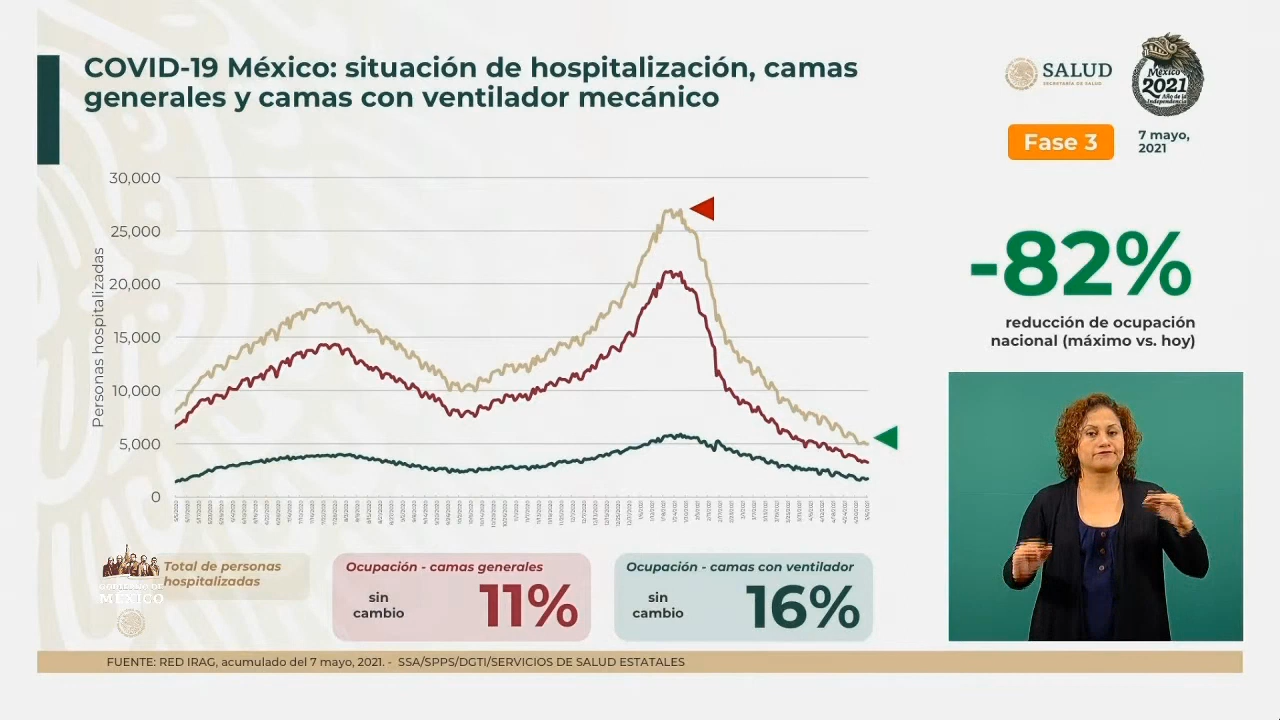 COVID-19 México: situación de hospitalización, camas
generales y camas con ventilador mecánico
SALUD
SECRETARÍA DE SALUD
México
2021
Año de la
Independencia
Fase 3
7 mayo,
2021
30,000
25,000
20,000
15,000
10,000
5,000
0
Personas hospitalizadas
-82%
reducción de ocupación
nacional (máximo vs. hoy)
Total de personas
hospitalizadas
GOBIERNO DE
MÉXICO
Ocupación - camas generales
sin
cambio
11%
Ocupación - camas con ventilador
sin
cambio
16%
FUENTE: RED IRAG, acumulado del 7 mayo, 2021. - SSA/SPPS/DGTI/SERVICIOS DE SALUD ESTATALES